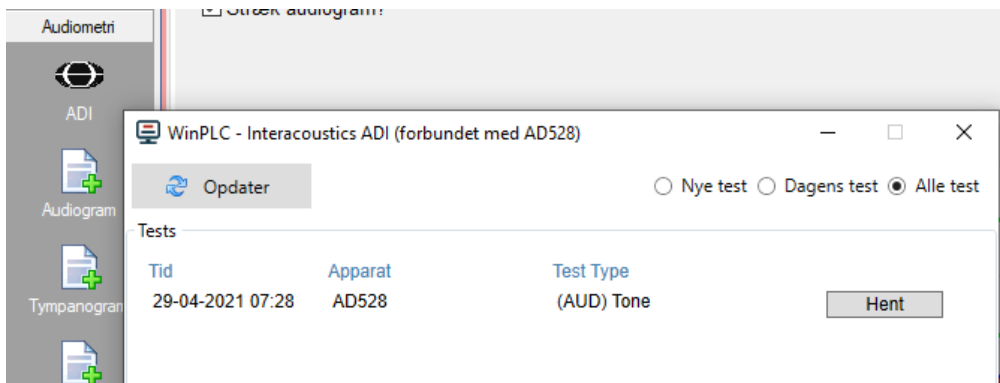 Stræk audiogram?
Audiometri
ADI
WinPLC - Interacoustics ADI (forbundet med AD528)
Opdater
Nye test
Dagens test
Alle test
Audiogram
Tests
Tid Apparat Test Type
29-04-2021 07:28 AD528 (AUD) Tone Hent
Tympanogram